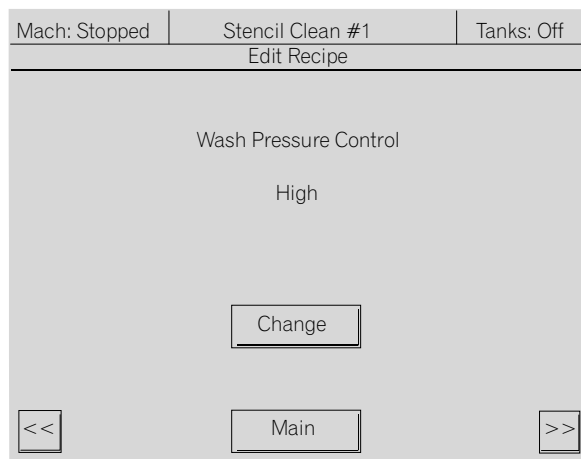 Mach: Stopped Stencil Clean #1 Tanks: Off
Edit Recipe
Wash Pressure Control
High
Change
<< Main >>